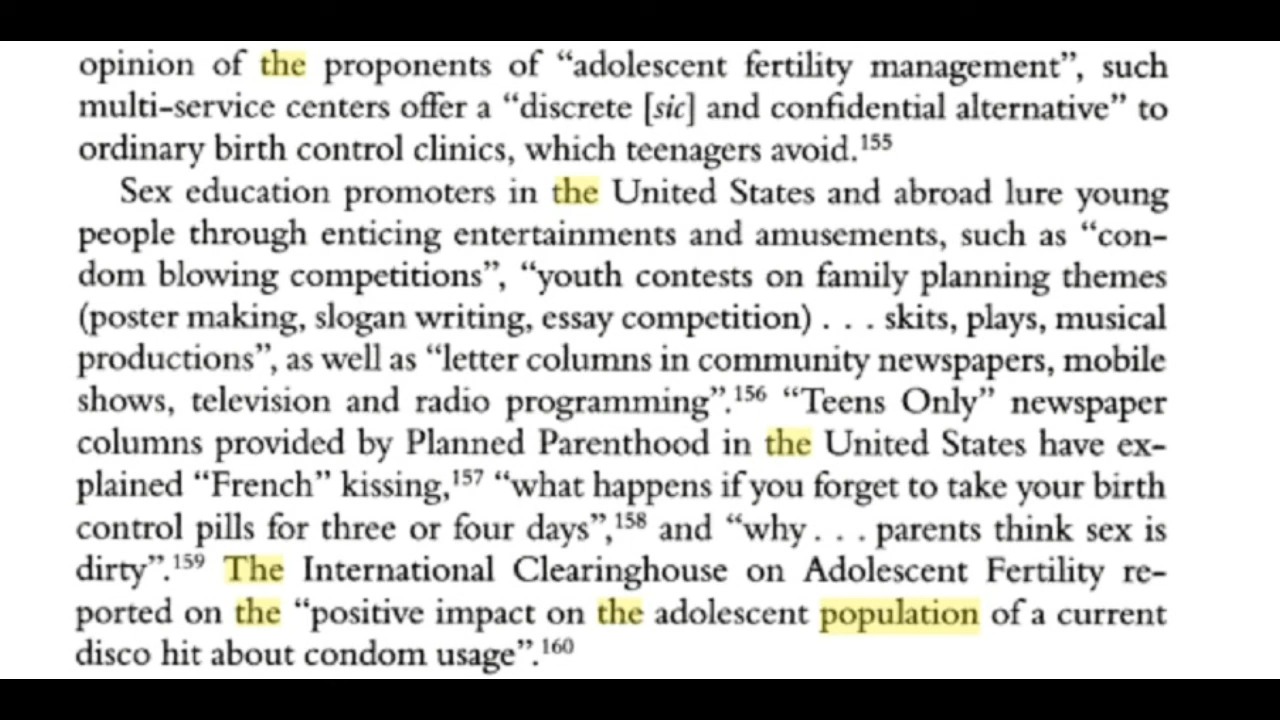 opinion of the proponents of “adolescent fertility management”, such
multi-service centers offer a “discrete [sic] and confidential alternative” to
ordinary birth control clinics, which teenagers avoid.155
Sex education promoters in the United States and abroad lure young
people through enticing entertainments and amusements, such as “con-
dom blowing competitions”, “youth contests on family planning themes
(poster making, slogan writing, essay competition) . . . skits, plays, musical
productions”, as well as “letter columns in community newspapers, mobile
shows, television and radio programming”.156 “Teens Only” newspaper
columns provided by Planned Parenthood in the United States have ex-
plained “French” kissing,157 “what happens if you forget to take your birth
control pills for three or four days”,158 and “why . . . parents think sex is
dirty”.159 The International Clearinghouse on Adolescent Fertility re-
ported on the “positive impact on the adolescent population of a current
disco hit about condom usage”.160